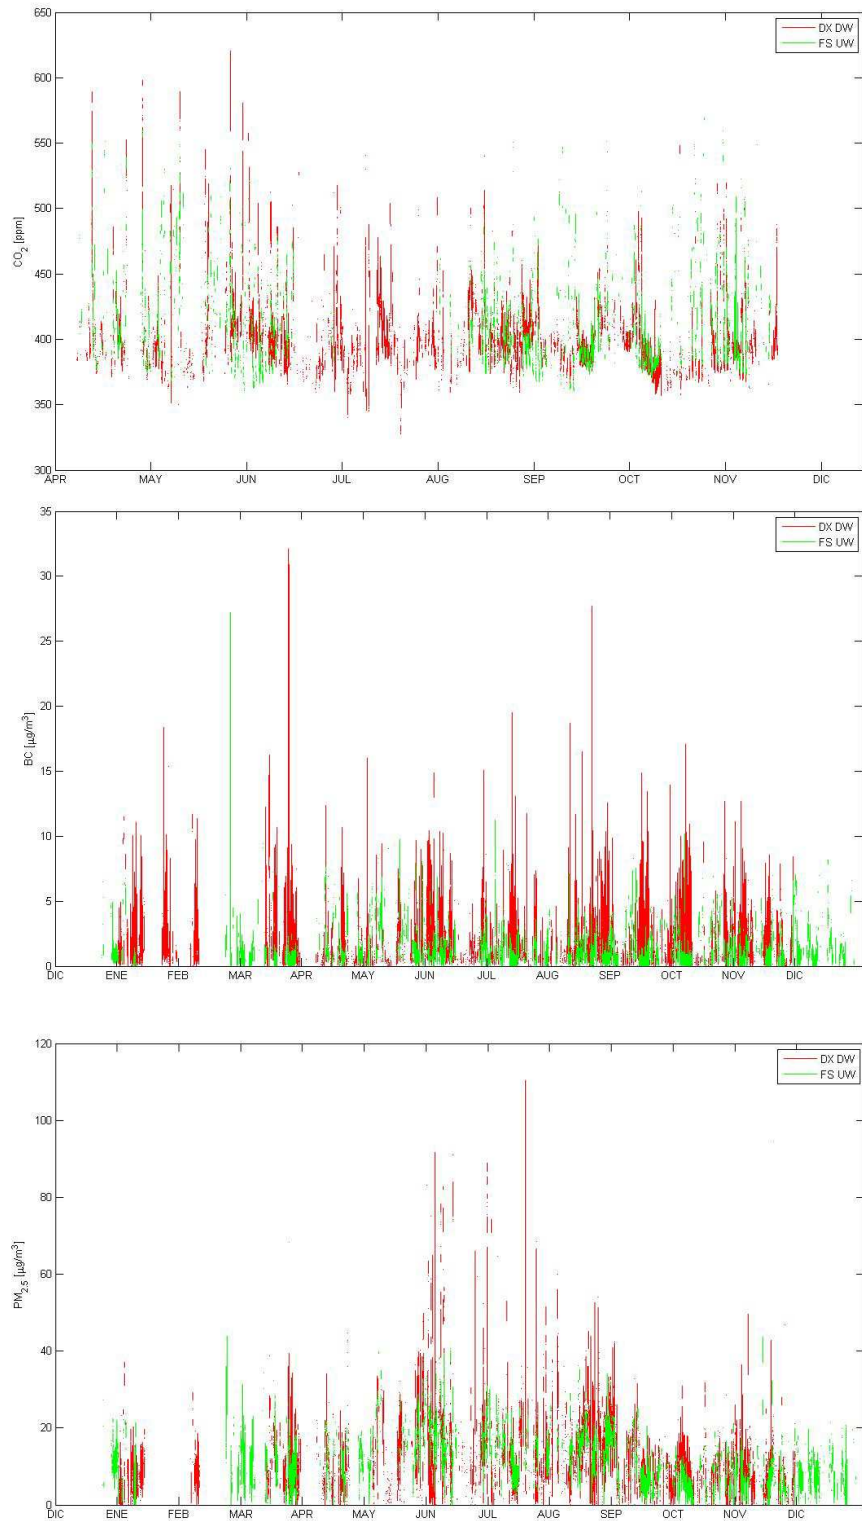 650
600
550
500
450
400
350
300
CO2 [ppm]
DX DW
FS UW
APR MAY JUN JUL AUG SEP OCT NOV DIC
35
30
25
20
15
10
5
0
BC [µg/m3]
DX DW
FS UW
DIC ENE FEB MAR APR MAY JUN JUL AUG SEP OCT NOV DIC
120
100
80
60
40
20
0
PM2.5 [µg/m3]
DX DW
FS UW
DIC ENE FEB MAR APR MAY JUN JUL AUG SEP OCT NOV DIC